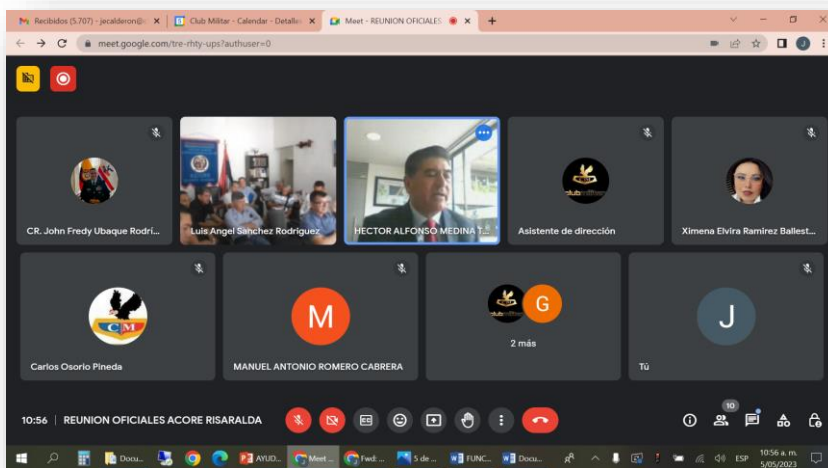 Recibidos (5.707) - jecalderon@c
Club Militar - Calendar - Detalles
Meet - REUNION OFICIALES
meet.google.com/tre-rhty-ups?authuser=0
J
CR. John Fredy Ubaque Rodrí...
Luis Angel Sanchez Rodriguez
HECTOR ALFONSO MEDINA T...
Asistente de dirección
Ximena Elvira Ramirez Ballest...
CM
Carlos Osorio Pineda
M
MANUEL ANTONIO ROMERO CABRERA
G
2 más
J
Tú
10:56 | REUNION OFICIALES ACORE RISARALDA
10
Docu...
AYUD...
Meet ...
Fwd: ...
5 de ...
FUNC...
Docu...
ESP
10:56 a. m.
5/05/2023